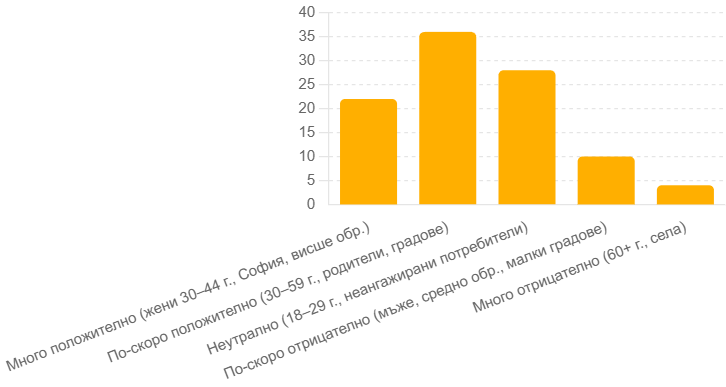 40
35
30
25
20
15
10
5
0
Много положително (жени 30–44 г., София, висше обр.)
По-скоро положително (30–59 г., родители, градове)
Неутрално (18–29 г., неангажирани потребители)
По-скоро отрицателно (мъже, средно обр., малки градове)
Много отрицателно (60+ г., села)